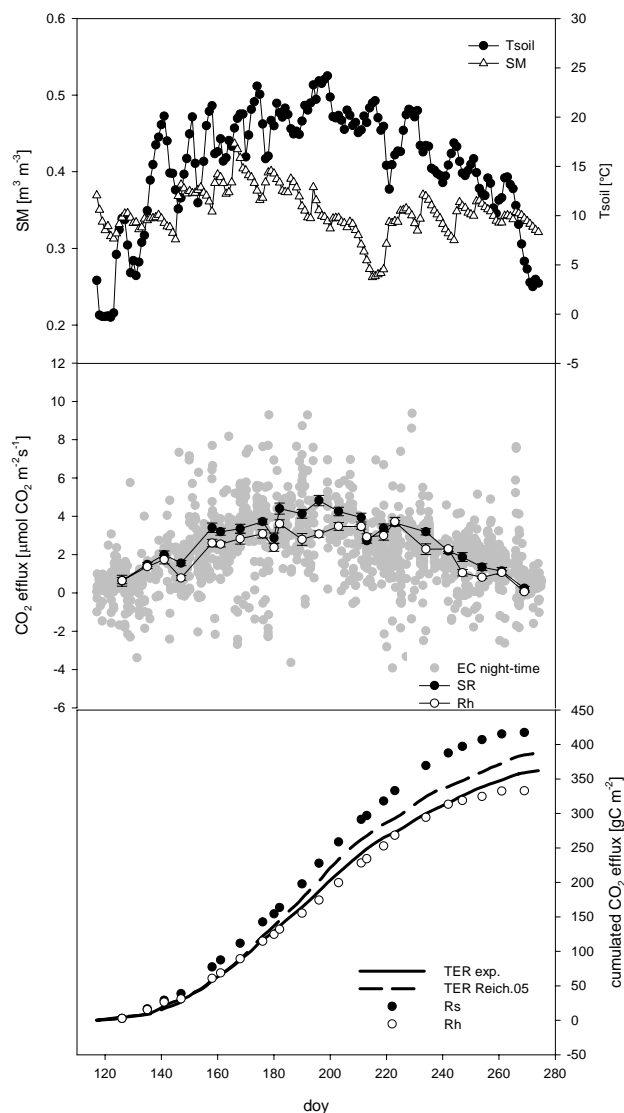 30
0.6
Tsoil
SM
25
0.5
20
SM [m³ m⁻³]
0.4
15
Tsoil [°C]
10
0.3
5
0
0.2
12
-5
10
8
6
CO₂ efflux [µmol CO₂ m⁻²s⁻¹]
4
2
0
-2
-4
EC night-time
SR
Rh
-6
450
400
350
300
250
cumulated CO₂ efflux [gC m⁻²]
200
150
100
TER exp.
TER Reich.05
50
Rs
Rh
0
-50
120 140 160 180 200 220 240 260 280
doy